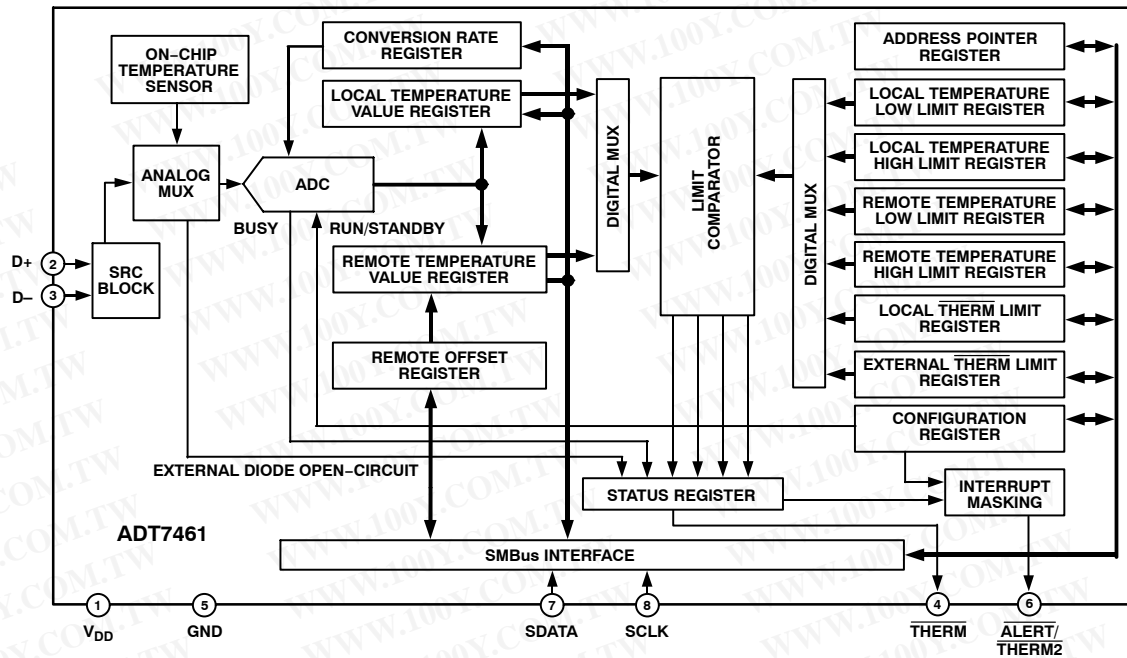 ON–CHIP
TEMPERATURE
SENSOR
CONVERSION RATE
REGISTER
LOCAL TEMPERATURE
VALUE REGISTER
ANALOG
MUX
ADC
BUSY
RUN/STANDBY
REMOTE TEMPERATURE
VALUE REGISTER
D+
2
D–
3
SRC
BLOCK
REMOTE OFFSET
REGISTER
DIGITAL MUX
LIMIT
COMPARATOR
DIGITAL MUX
ADDRESS POINTER
REGISTER
LOCAL TEMPERATURE
LOW LIMIT REGISTER
LOCAL TEMPERATURE
HIGH LIMIT REGISTER
REMOTE TEMPERATURE
LOW LIMIT REGISTER
REMOTE TEMPERATURE
HIGH LIMIT REGISTER
LOCAL THERM LIMIT
REGISTER
EXTERNAL THERM LIMIT
REGISTER
CONFIGURATION
REGISTER
EXTERNAL DIODE OPEN–CIRCUIT
STATUS REGISTER
INTERRUPT
MASKING
ADT7461
SMBus INTERFACE
1
5
7
8
4
6
VDD
GND
SDATA
SCLK
THERM
ALERT/
THERM2
WWW.100Y.COM.TW